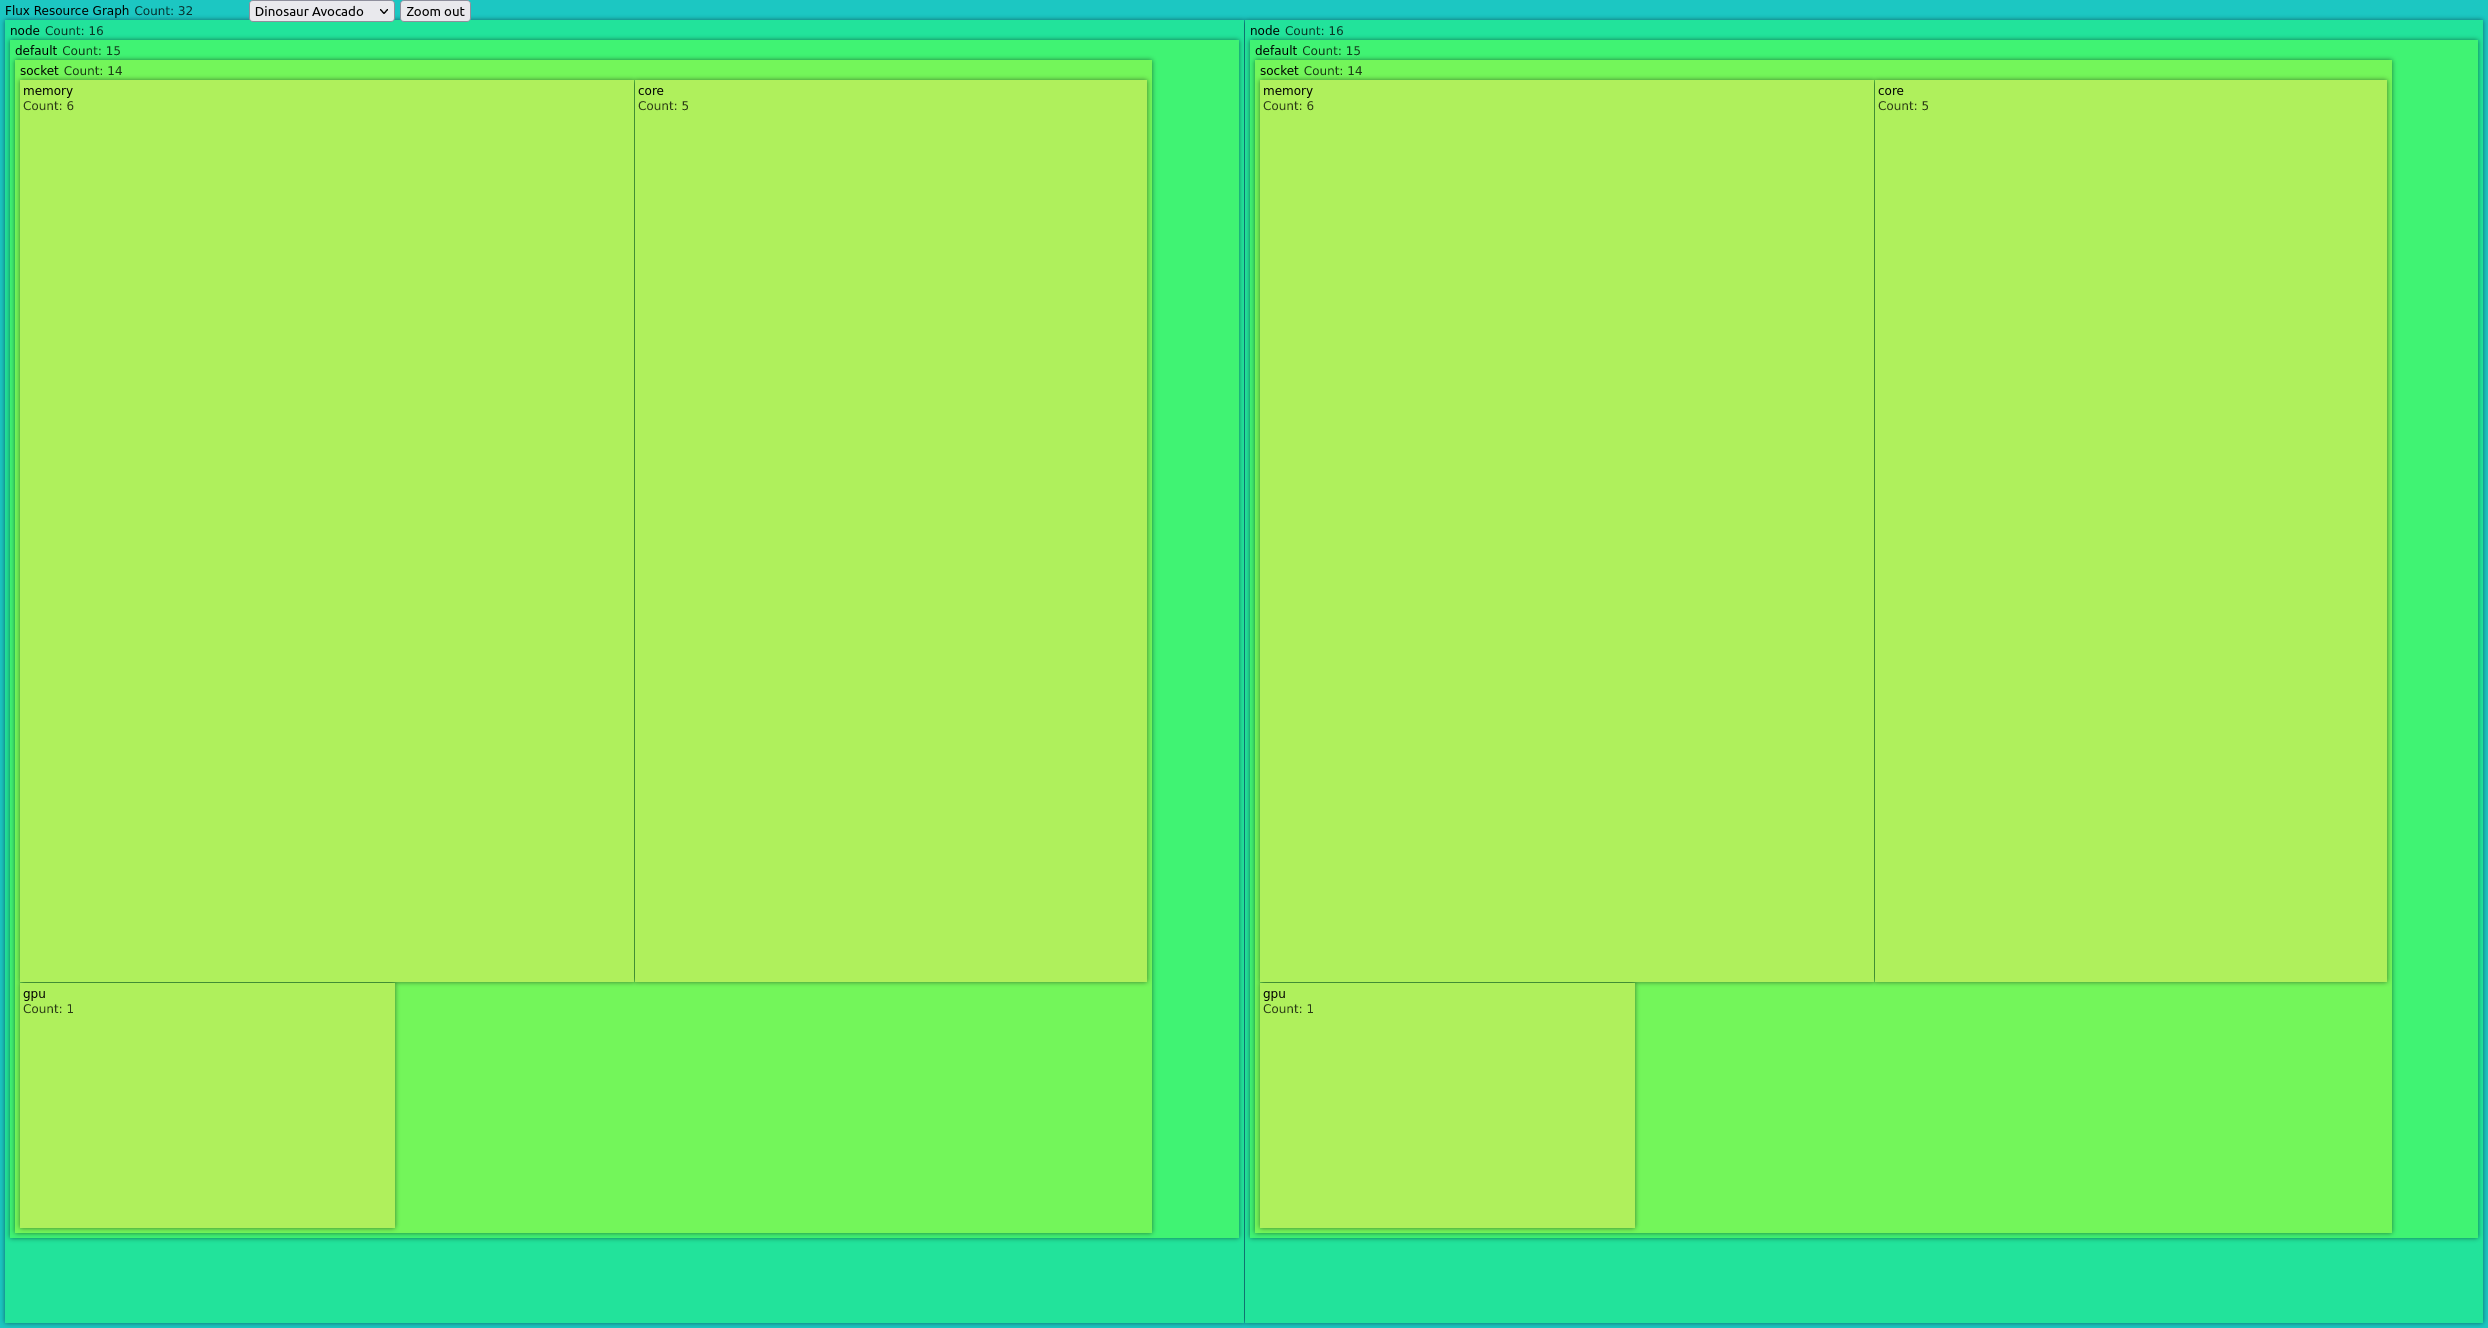 Flux Resource Graph Count: 32 Dinosaur Avocado Zoom out
node Count: 16
default Count: 15
socket Count: 14
memory
Count: 6
core
Count: 5
gpu
Count: 1
node Count: 16
default Count: 15
socket Count: 14
memory
Count: 6
core
Count: 5
gpu
Count: 1